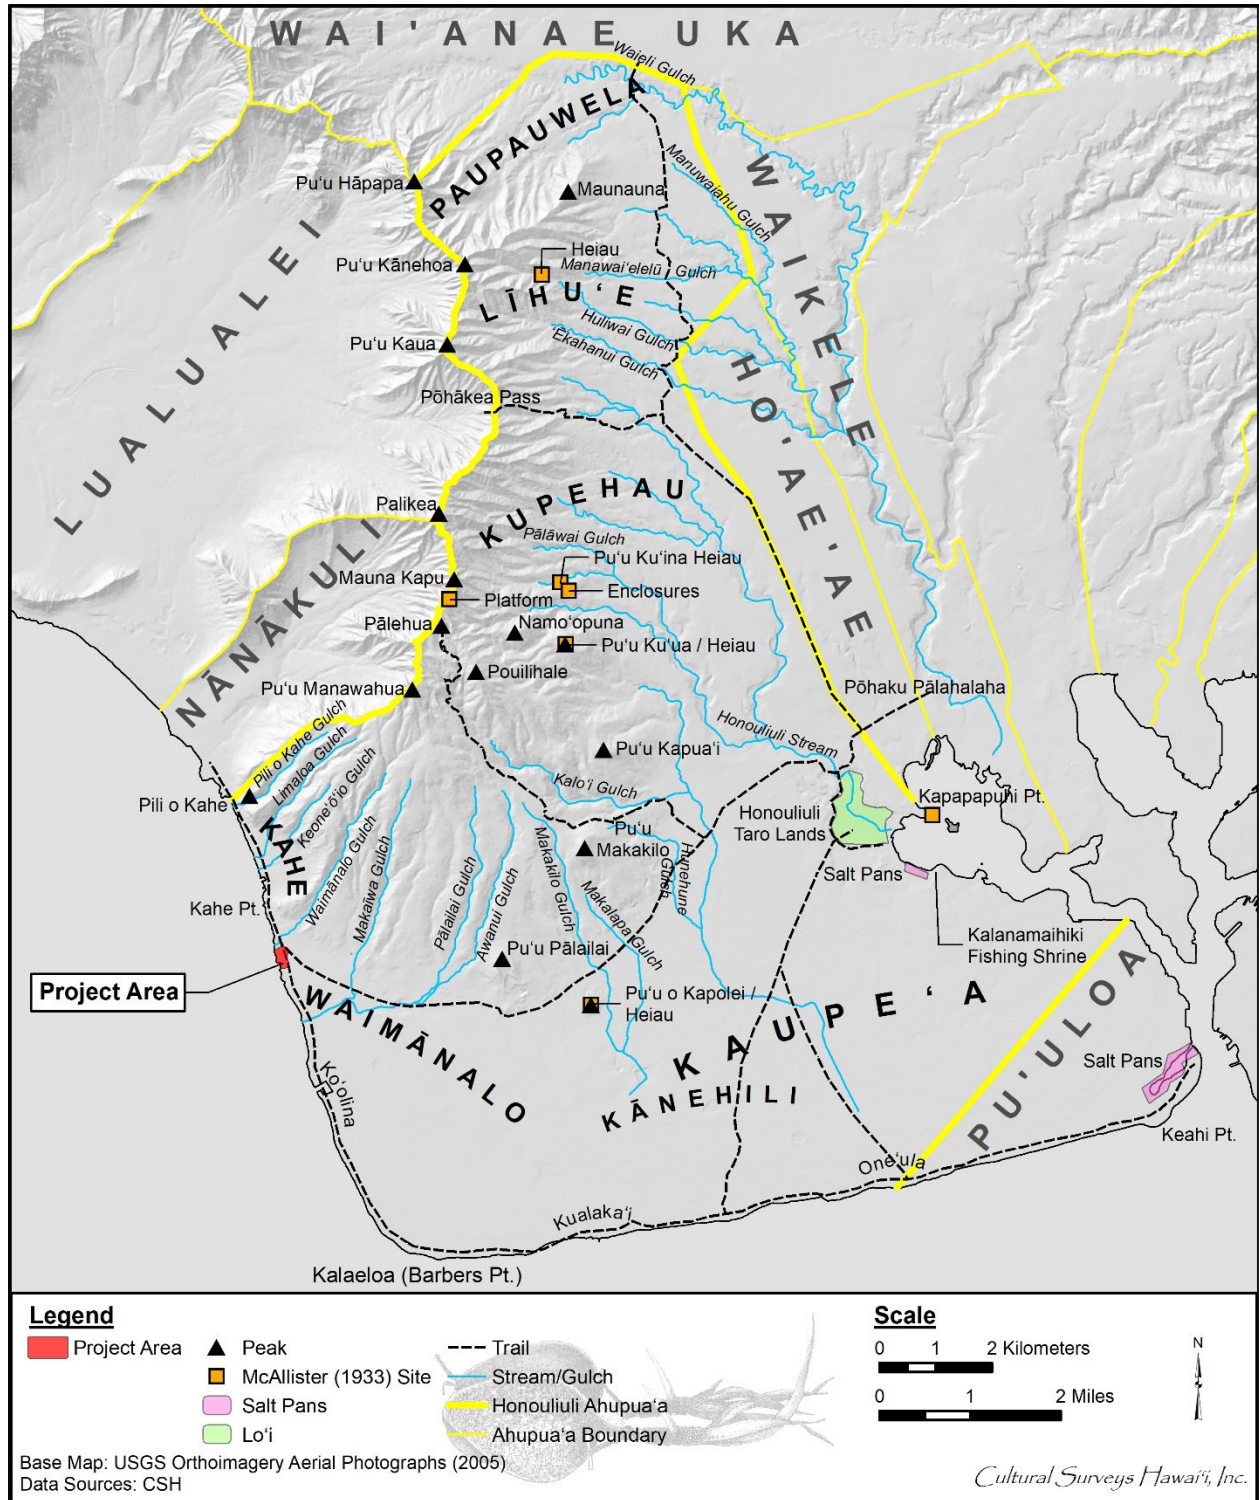 WAI'ANAE UKA
Waieli Gulch
PAUPAUWELA
Pu‘u Hāpapa
Maunauna
Manuwaiahu Gulch
WAIKELE
LUALUALEI
Pu‘u Kānehoa
Heiau
Manawai‘elelū Gulch
LĪHU‘E
Huliwai Gulch
Pu‘u Kaua
‘Ēkahanui Gulch
HO'AE'AE
Pōhākea Pass
Palikea
KUPEHAU
Pālāwai Gulch
Pu‘u Ku‘ina Heiau
Mauna Kapu
Enclosures
Platform
NĀNĀKULI
Pālehua
Namo‘opuna
Pu‘u Ku‘ua / Heiau
Pouilihale
Pu‘u Manawahua
Pōhaku Pālahalaha
Pili o Kahe Gulch
Limaloa Gulch
Keone‘ō‘io Gulch
Honouliuli Stream
Pu‘u Kapua‘i
Kalo‘i Gulch
Pili o Kahe
KAHE
Kapapapuhi Pt.
Honouliuli
Taro Lands
Pu‘u
Makakilo
Hunehune
Gulch
Waimānalo Gulch
Makaīwa Gulch
Pālailai Gulch
Awanui Gulch
Makakilo Gulch
Makalapa Gulch
Salt Pans
Kahe Pt.
Kalanamaihiki
Fishing Shrine
Pu‘u Pālailai
Project Area
Pu‘u o Kapolei /
Heiau
WAIMĀNALO
KAUPE‘A
KĀNEHILI
PU'ULOA
Salt Pans
Ko‘olina
Keahi Pt.
One‘ula
Kualaka‘i
Kalaeloa (Barbers Pt.)
Legend
Project Area
Peak
McAllister (1933) Site
Salt Pans
Lo‘i
Trail
Stream/Gulch
Honouliuli Ahupua‘a
Ahupua‘a Boundary
Scale
0 1 2 Kilometers
0 1 2 Miles
N
Base Map: USGS Orthoimagery Aerial Photographs (2005)
Data Sources: CSH
Cultural Surveys Hawai‘i, Inc.